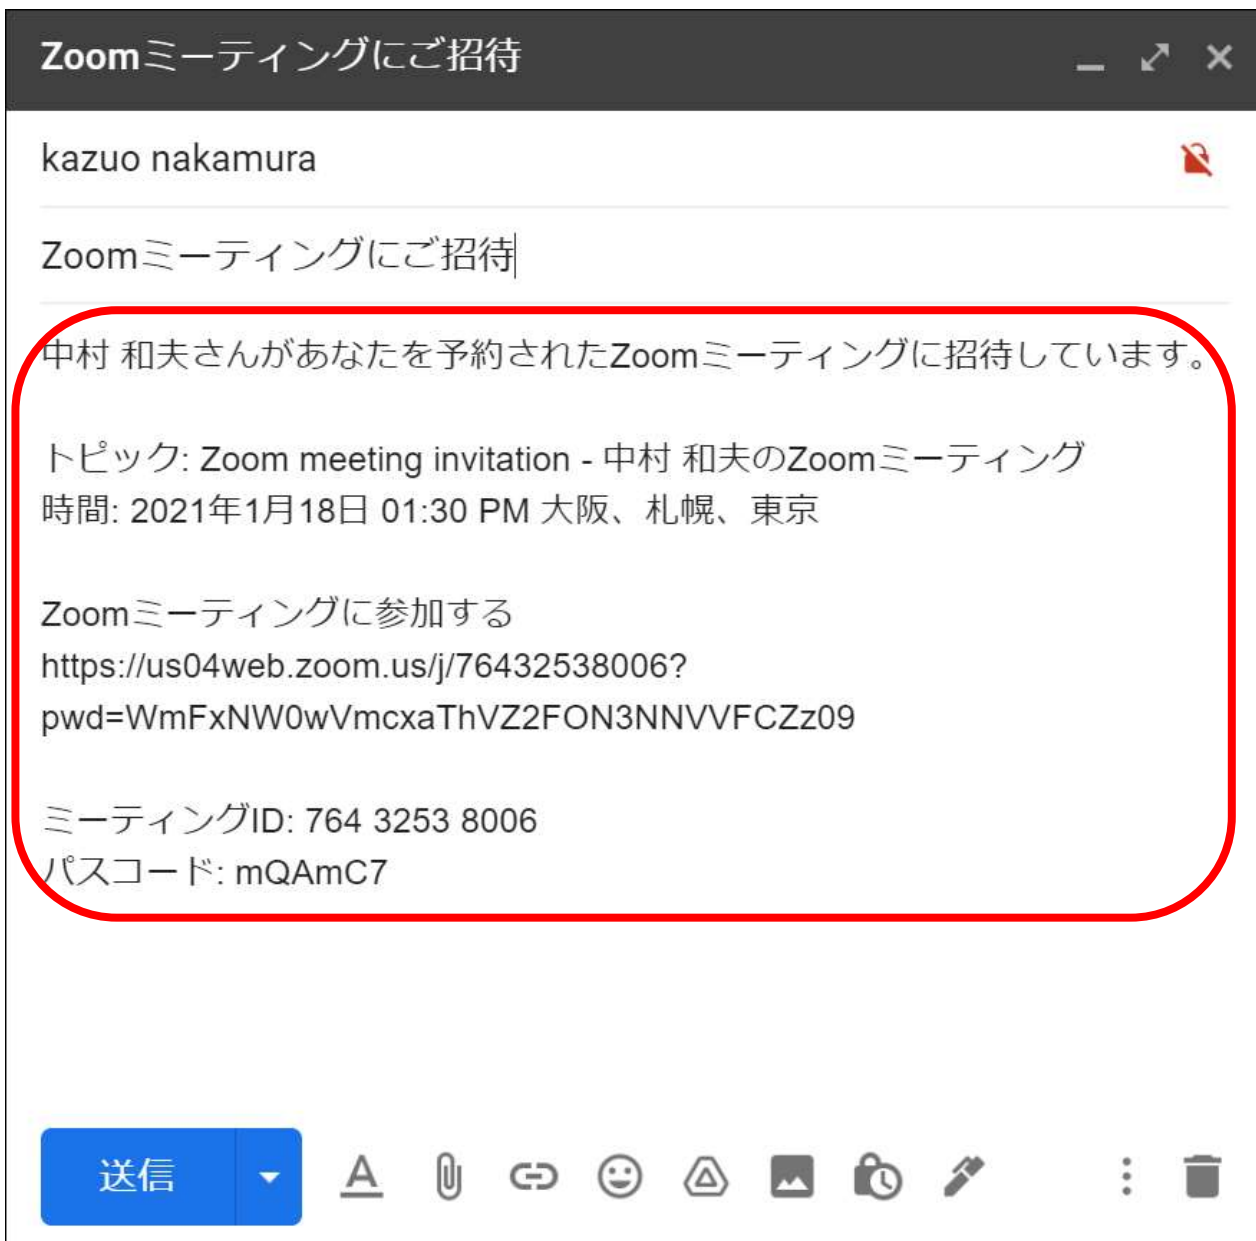 Zoomミーティングにご招待
kazuo nakamura
Zoomミーティングにご招待
中村 和夫さんがあなたを予約されたZoomミーティングに招待しています。
トピック: Zoom meeting invitation - 中村 和夫のZoomミーティング
時間: 2021年1月18日 01:30 PM 大阪、札幌、東京
Zoomミーティングに参加する
https://us04web.zoom.us/j/76432538006?
pwd=WmFxNW0wVmcxaThVZ2FON3NNVVFCZz09
ミーティングID: 764 3253 8006
パスコード: mQAmC7
送信